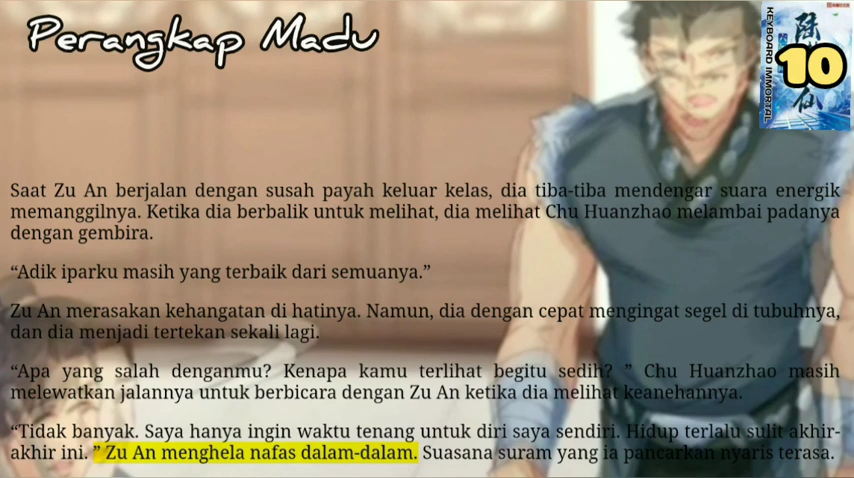 Perangkap Madu
KEYBOARD IMMORTAL
10
Saat Zu An berjalan dengan susah payah keluar kelas, dia tiba-tiba mendengar suara energik
memanggilnya. Ketika dia berbalik untuk melihat, dia melihat Chu Huanzhao melambai padanya
dengan gembira.
“Adik iparku masih yang terbaik dari semuanya.”
Zu An merasakan kehangatan di hatinya. Namun, dia dengan cepat mengingat segel di tubuhnya,
dan dia menjadi tertekan sekali lagi.
“Apa yang salah denganmu? Kenapa kamu terlihat begitu sedih? ” Chu Huanzhao masih
melewatkan jalannya untuk berbicara dengan Zu An ketika dia melihat keanehannya.
“Tidak banyak. Saya hanya ingin waktu tenang untuk diri saya sendiri. Hidup terlalu sulit akhir-
akhir ini. ” Zu An menghela nafas dalam-dalam. Suasana suram yang ia pancarkan nyaris terasa.